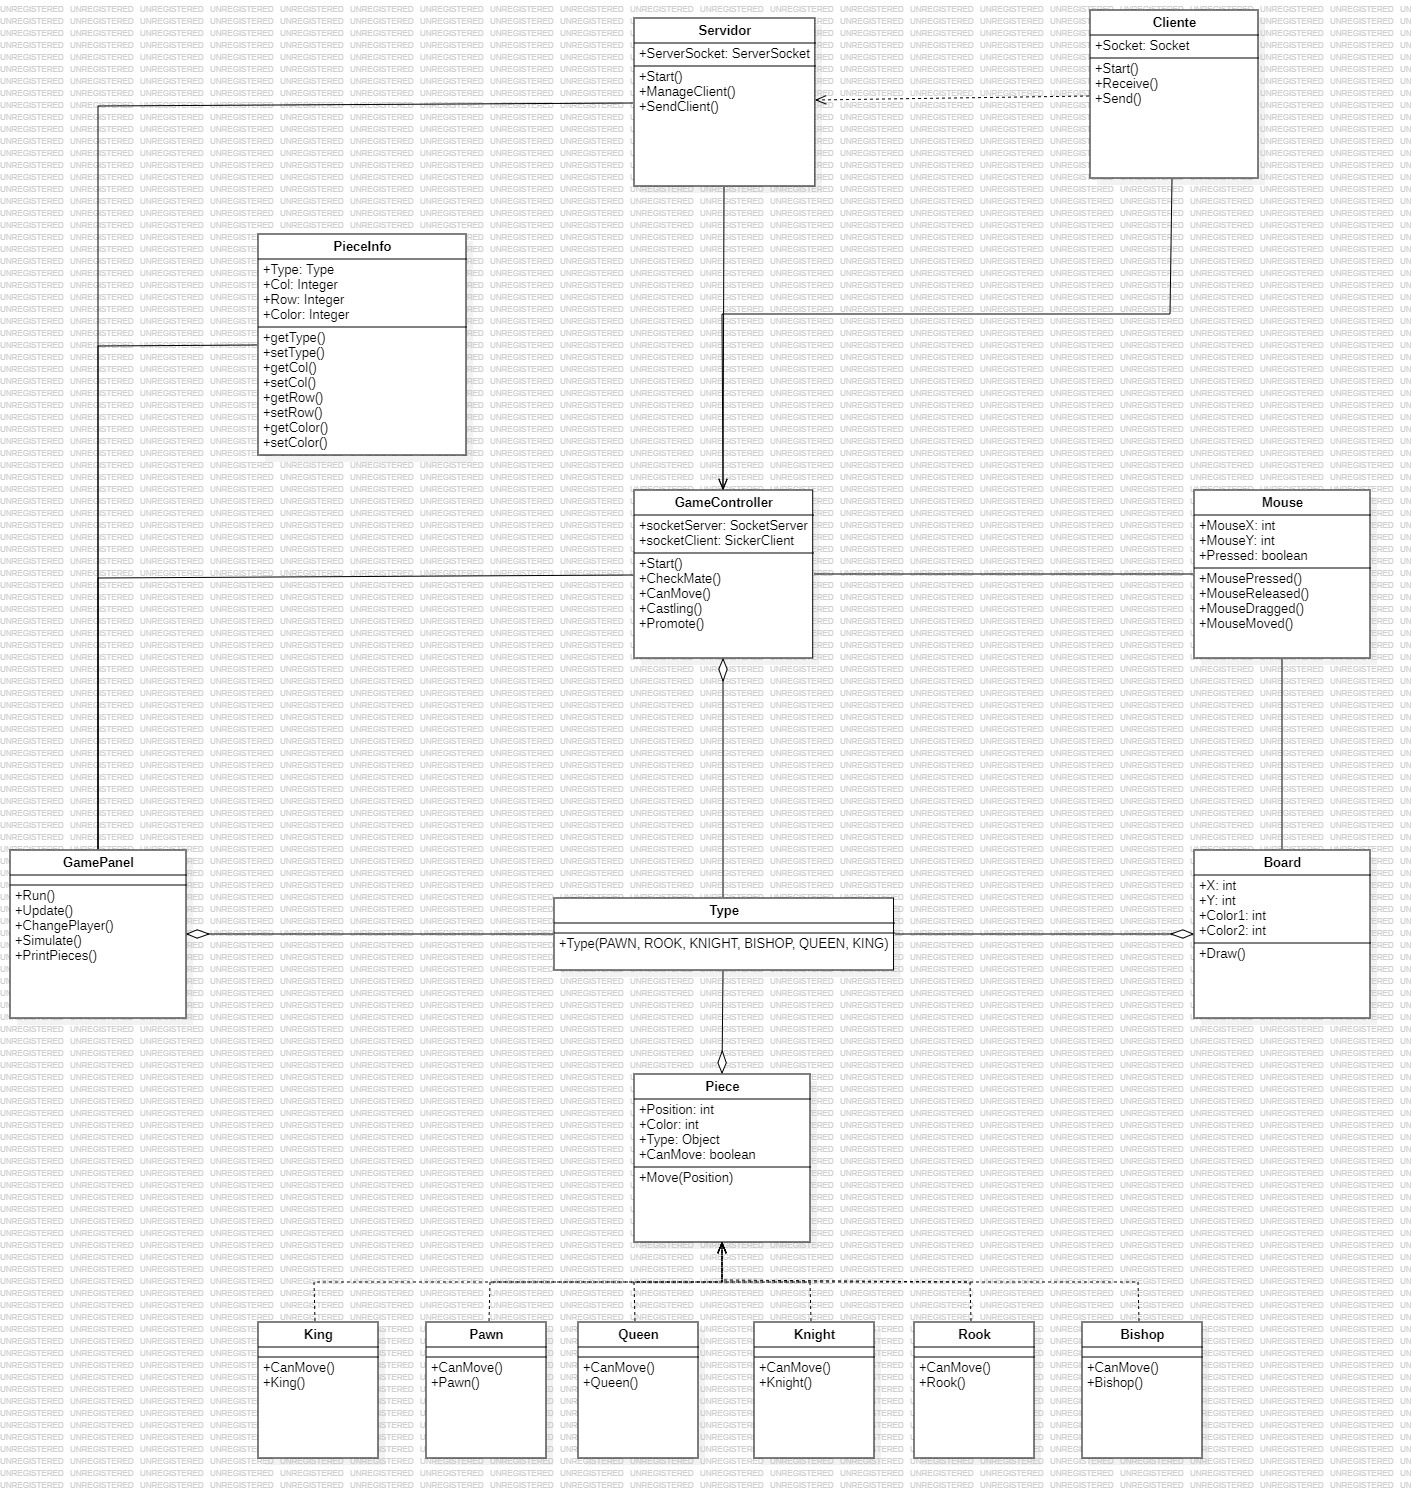 Servidor
+ServerSocket: ServerSocket
+Start()
+ManageClient()
+SendClient()
Cliente
+Socket: Socket
+Start()
+Receive()
+Send()
PieceInfo
+Type: Type
+Col: Integer
+Row: Integer
+Color: Integer
+getType()
+setType()
+getCol()
+setCol()
+getRow()
+setRow()
+getColor()
+setColor()
GameController
+socketServer: SocketServer
+socketClient: SickerClient
+Start()
+CheckMate()
+CanMove()
+Castling()
+Promote()
Mouse
+MouseX: int
+MouseY: int
+Pressed: boolean
+MousePressed()
+MouseReleased()
+MouseDragged()
+MouseMoved()
GamePanel
+Run()
+Update()
+ChangePlayer()
+Simulate()
+PrintPieces()
Type
+Type(PAWN, ROOK, KNIGHT, BISHOP, QUEEN, KING)
Board
+X: int
+Y: int
+Color1: int
+Color2: int
+Draw()
Piece
+Position: int
+Color: int
+Type: Object
+CanMove: boolean
+Move(Position)
King
+CanMove()
+King()
Pawn
+CanMove()
+Pawn()
Queen
+CanMove()
+Queen()
Knight
+CanMove()
+Knight()
Rook
+CanMove()
+Rook()
Bishop
+CanMove()
+Bishop()
UNREGISTERED